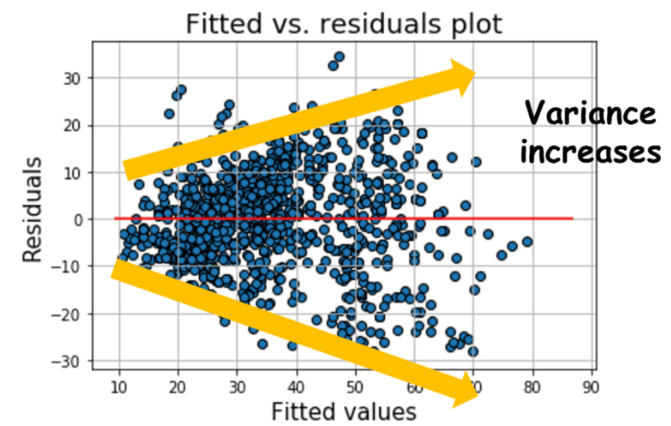 Fitted vs. residuals plot
Variance
increases
Residuals
30
20
10
0
−10
−20
−30
10 20 30 40 50 60 70 80 90
Fitted values